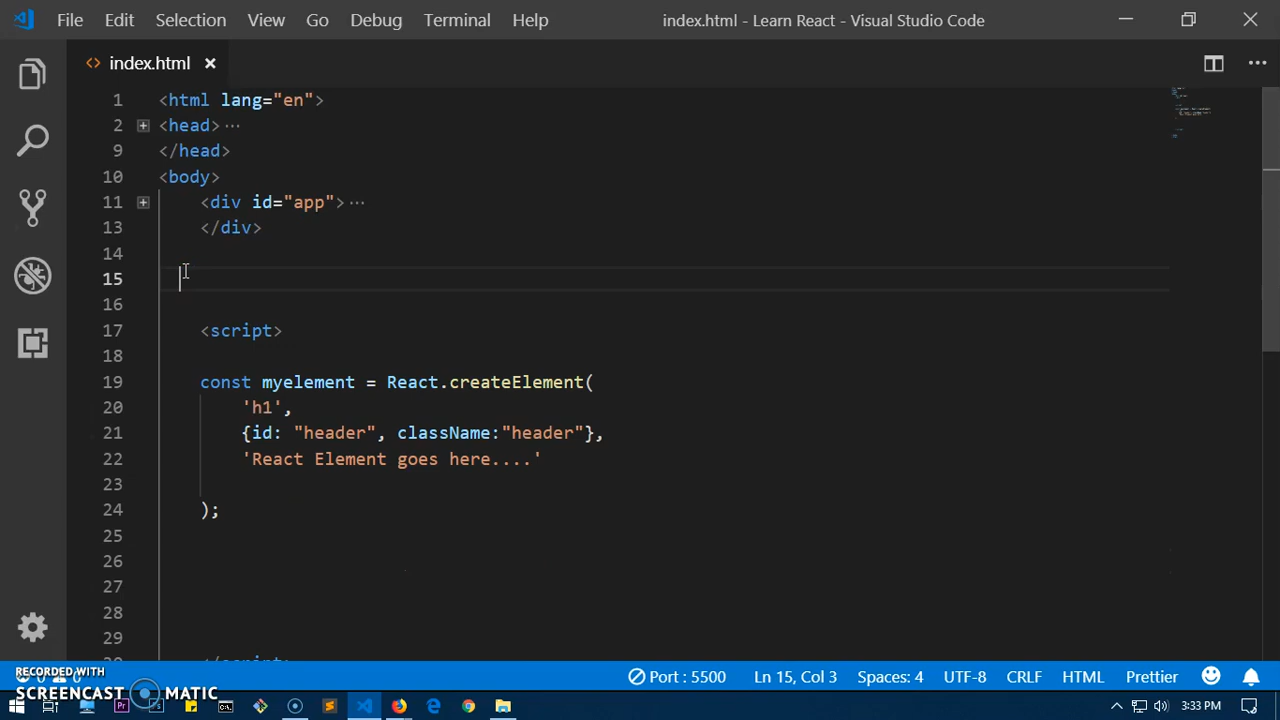 File Edit Selection View Go Debug Terminal Help index.html - Learn React - Visual Studio Code
index.html
1 <html lang="en">
2 <head>...
9 </head>
10 <body>
11 <div id="app">...
13 </div>
14
15
16
17 <script>
18
19 const myelement = React.createElement(
20 'h1',
21 {id: "header", className:"header"},
22 'React Element goes here....'
23
24 );
25
26
27
28
29
RECORDED WITH
SCREENCAST MATIC
Port : 5500 Ln 15, Col 3 Spaces: 4 UTF-8 CRLF HTML Prettier
3:33 PM